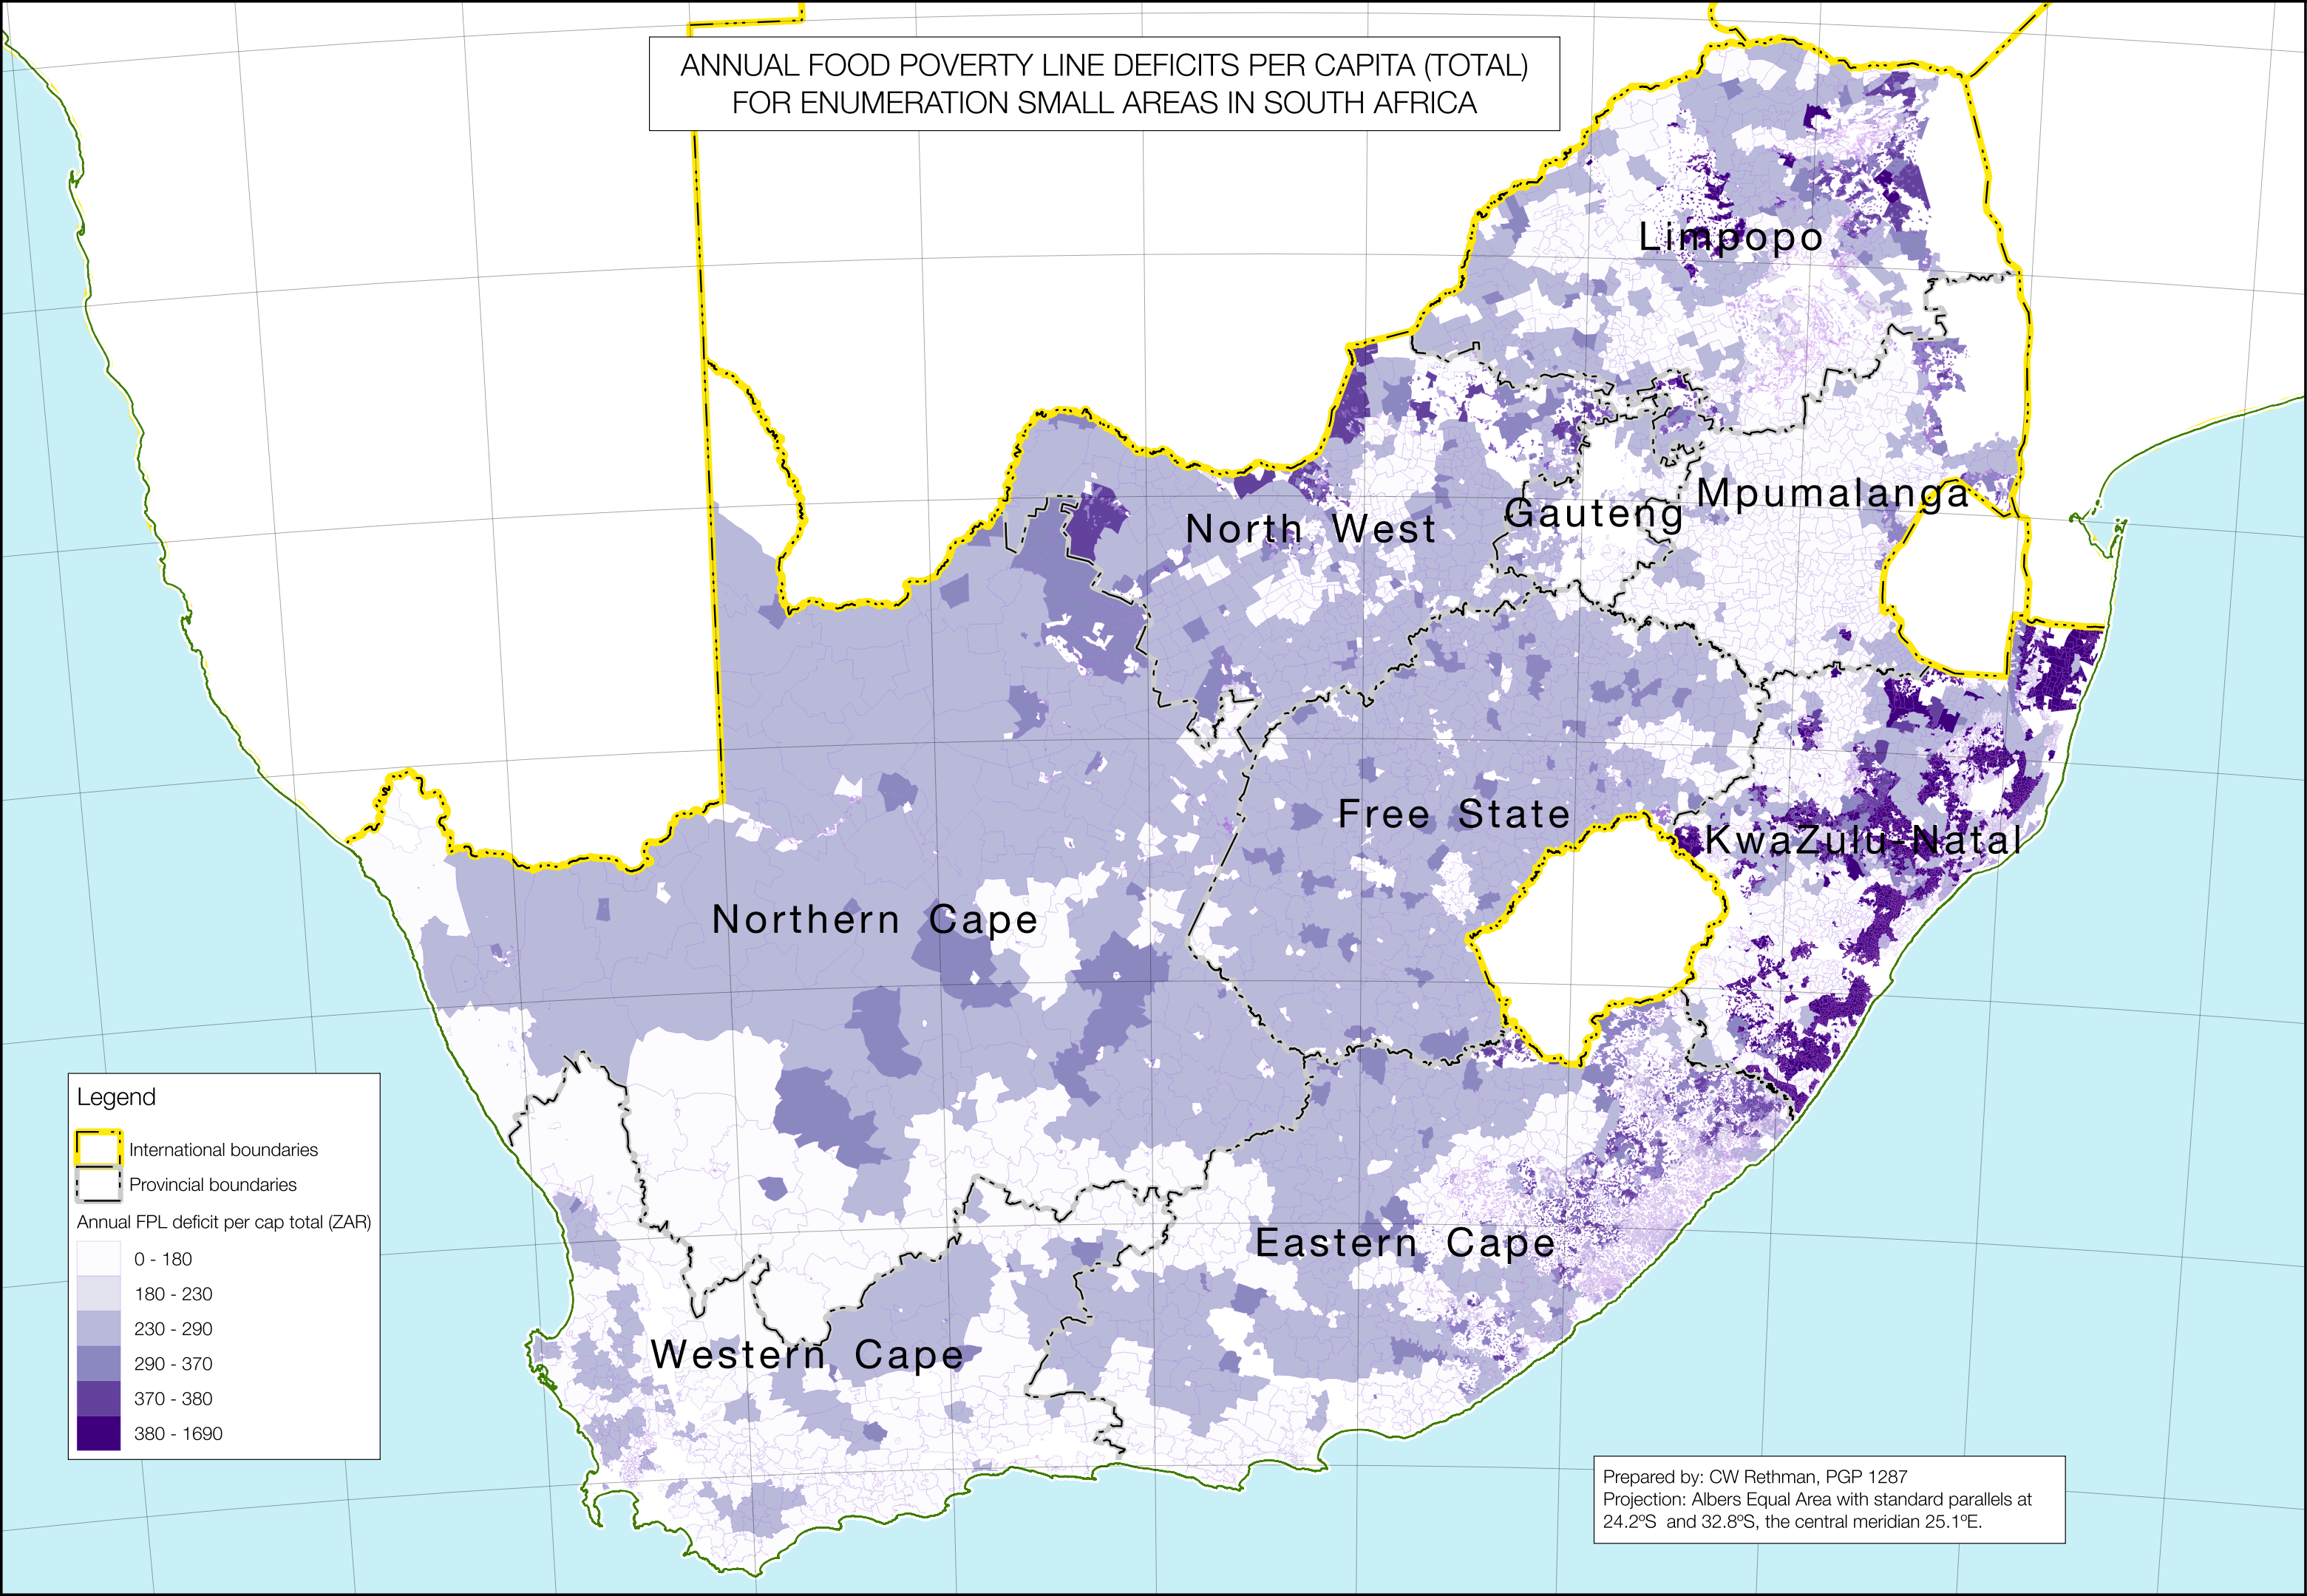 ANNUAL FOOD POVERTY LINE DEFICITS PER CAPITA (TOTAL)
FOR ENUMERATION SMALL AREAS IN SOUTH AFRICA
Limpopo
Mpumalanga
Gauteng
North West
Free State
KwaZulu-Natal
Northern Cape
Eastern Cape
Western Cape
Legend
International boundaries
Provincial boundaries
Annual FPL deficit per cap total (ZAR)
0 - 180
180 - 230
230 - 290
290 - 370
370 - 380
380 - 1690
Prepared by: CW Rethman, PGP 1287
Projection: Albers Equal Area with standard parallels at
24.2ºS and 32.8ºS, the central meridian 25.1ºE.